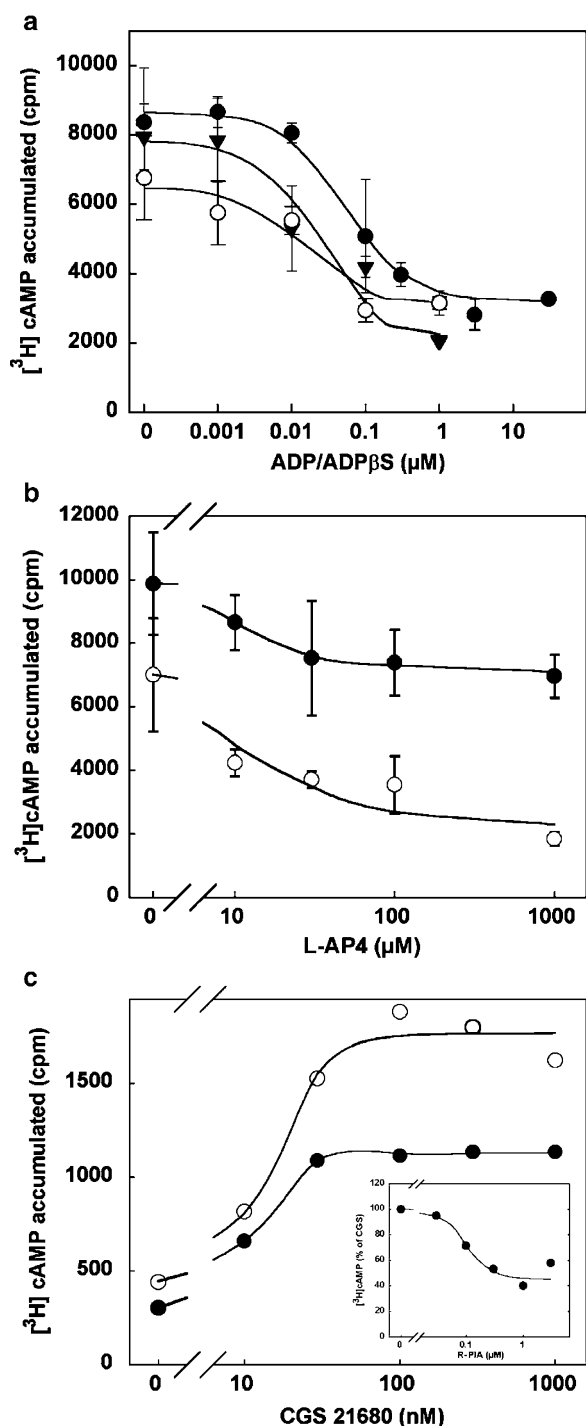 a
[³H] cAMP accumulated (cpm)
10000
8000
6000
4000
2000
0
0 0.001 0.01 0.1 1 10
ADP/ADPβS (µM)
b
[³H]cAMP accumulated (cpm)
12000
10000
8000
6000
4000
2000
0
0 10 100 1000
L-AP4 (µM)
c
[³H] cAMP accumulated (cpm)
1500
1000
500
0
0 10 100 1000
CGS 21680 (nM)
[³H]cAMP (% of CGS)
120
100
80
60
40
20
0
0 0.1 1
R-PIA (µM)